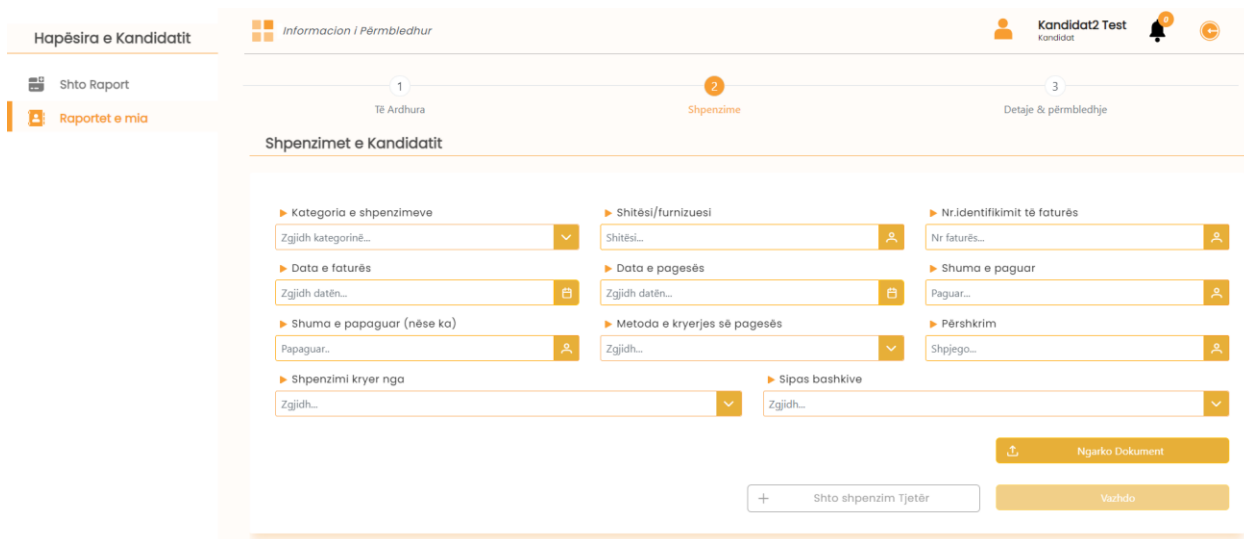 Hapësira e Kandidatit
Shto Raport
Raportet e mia
Informacion i Përmbledhur
Kandidat2 Test
Kandidat
0
1
2
3
Të Ardhura
Shpenzime
Detaje & përmbledhje
Shpenzimet e Kandidatit
Kategoria e shpenzimeve
Shitësi/furnizuesi
Nr.identifikimit të faturës
Zgjidh kategorinë...
Shitësi...
Nr faturës...
Data e faturës
Data e pagesës
Shuma e paguar
Zgjidh datën...
Zgjidh datën...
Paguar...
Shuma e papaguar (nëse ka)
Metoda e kryerjes së pagesës
Përshkrim
Papaguar..
Zgjidh...
Shpjego...
Shpenzimi kryer nga
Sipas bashkive
Zgjidh...
Zgjidh...
Ngarko Dokument
Shto shpenzim Tjetër
Vazhdo